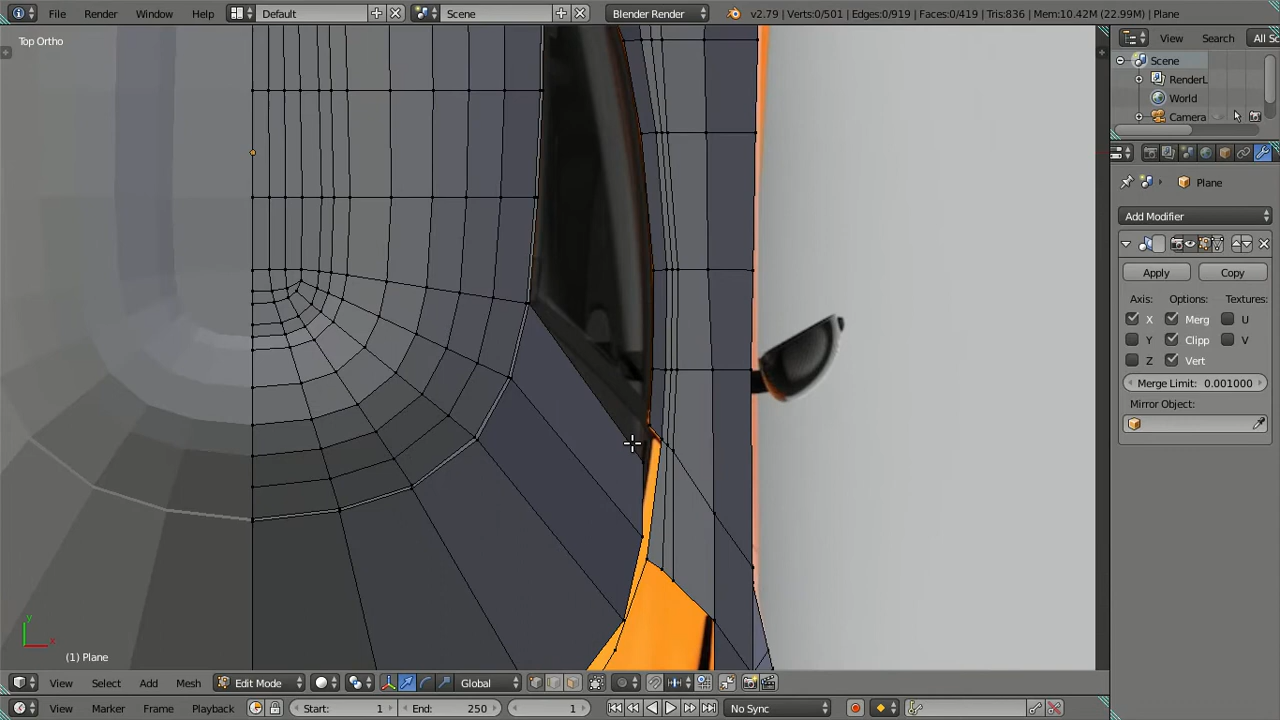 File Render Window Help Default Scene Blender Render v2.79 | Verts:0/501 | Edges:0/919 | Faces:0/419 | Tris:836 | Mem:10.42M (22.99M) | Plane
Top Ortho
View Search All Sc
Scene
RenderL
World
Camera
Plane
Add Modifier
Apply Copy
Axis: Options: Textures:
X Merg U
Y Clipp V
Z Vert
Merge Limit: 0.001000
Mirror Object:
y
x
(1) Plane
View Select Add Mesh Edit Mode Global
View Marker Frame Playback Start: 1 End: 250 1 No Sync